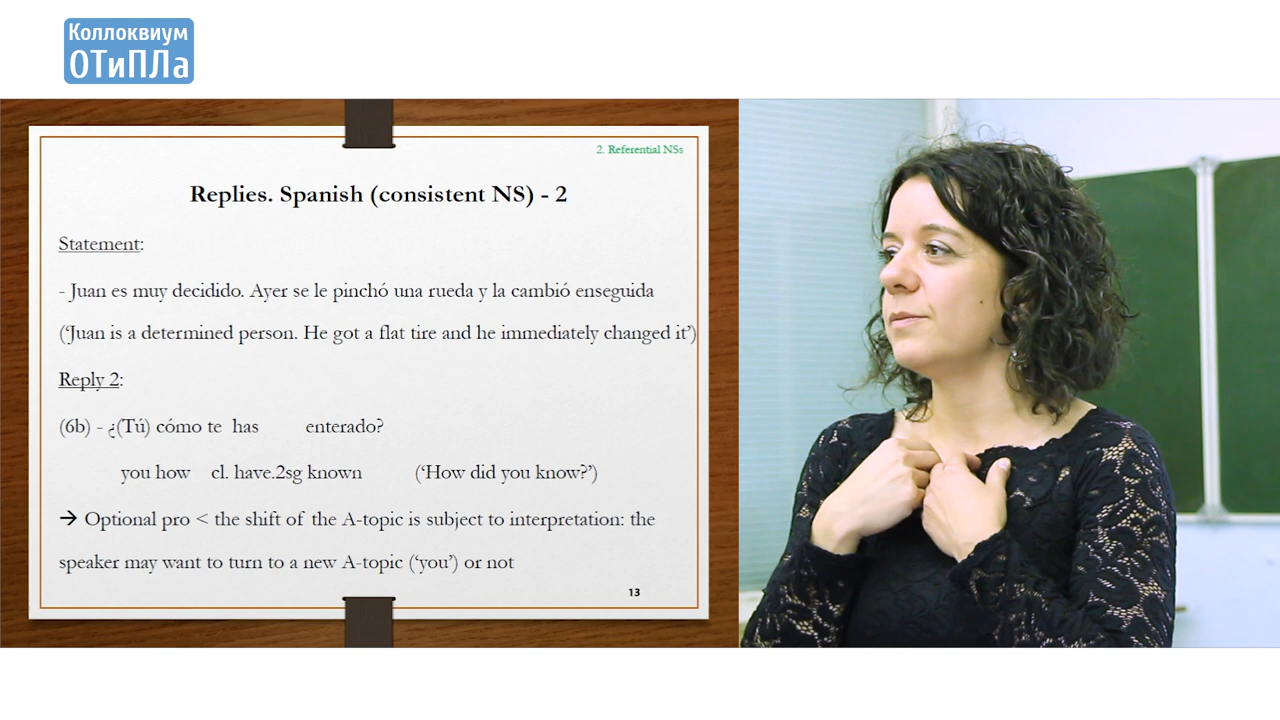 Коллоквиум
ОТиПЛа
2. Referential NSs
Replies. Spanish (consistent NS) - 2
Statement:
- Juan es muy decidido. Ayer se le pinchó una rueda y la cambió enseguida
(‘Juan is a determined person. He got a flat tire and he immediately changed it’)
Reply 2:
(6b) - ¿(Tú) cómo te has enterado?
you how cl. have.2sg known (‘How did you know?’)
→ Optional pro < the shift of the A-topic is subject to interpretation: the
speaker may want to turn to a new A-topic (‘you’) or not
13